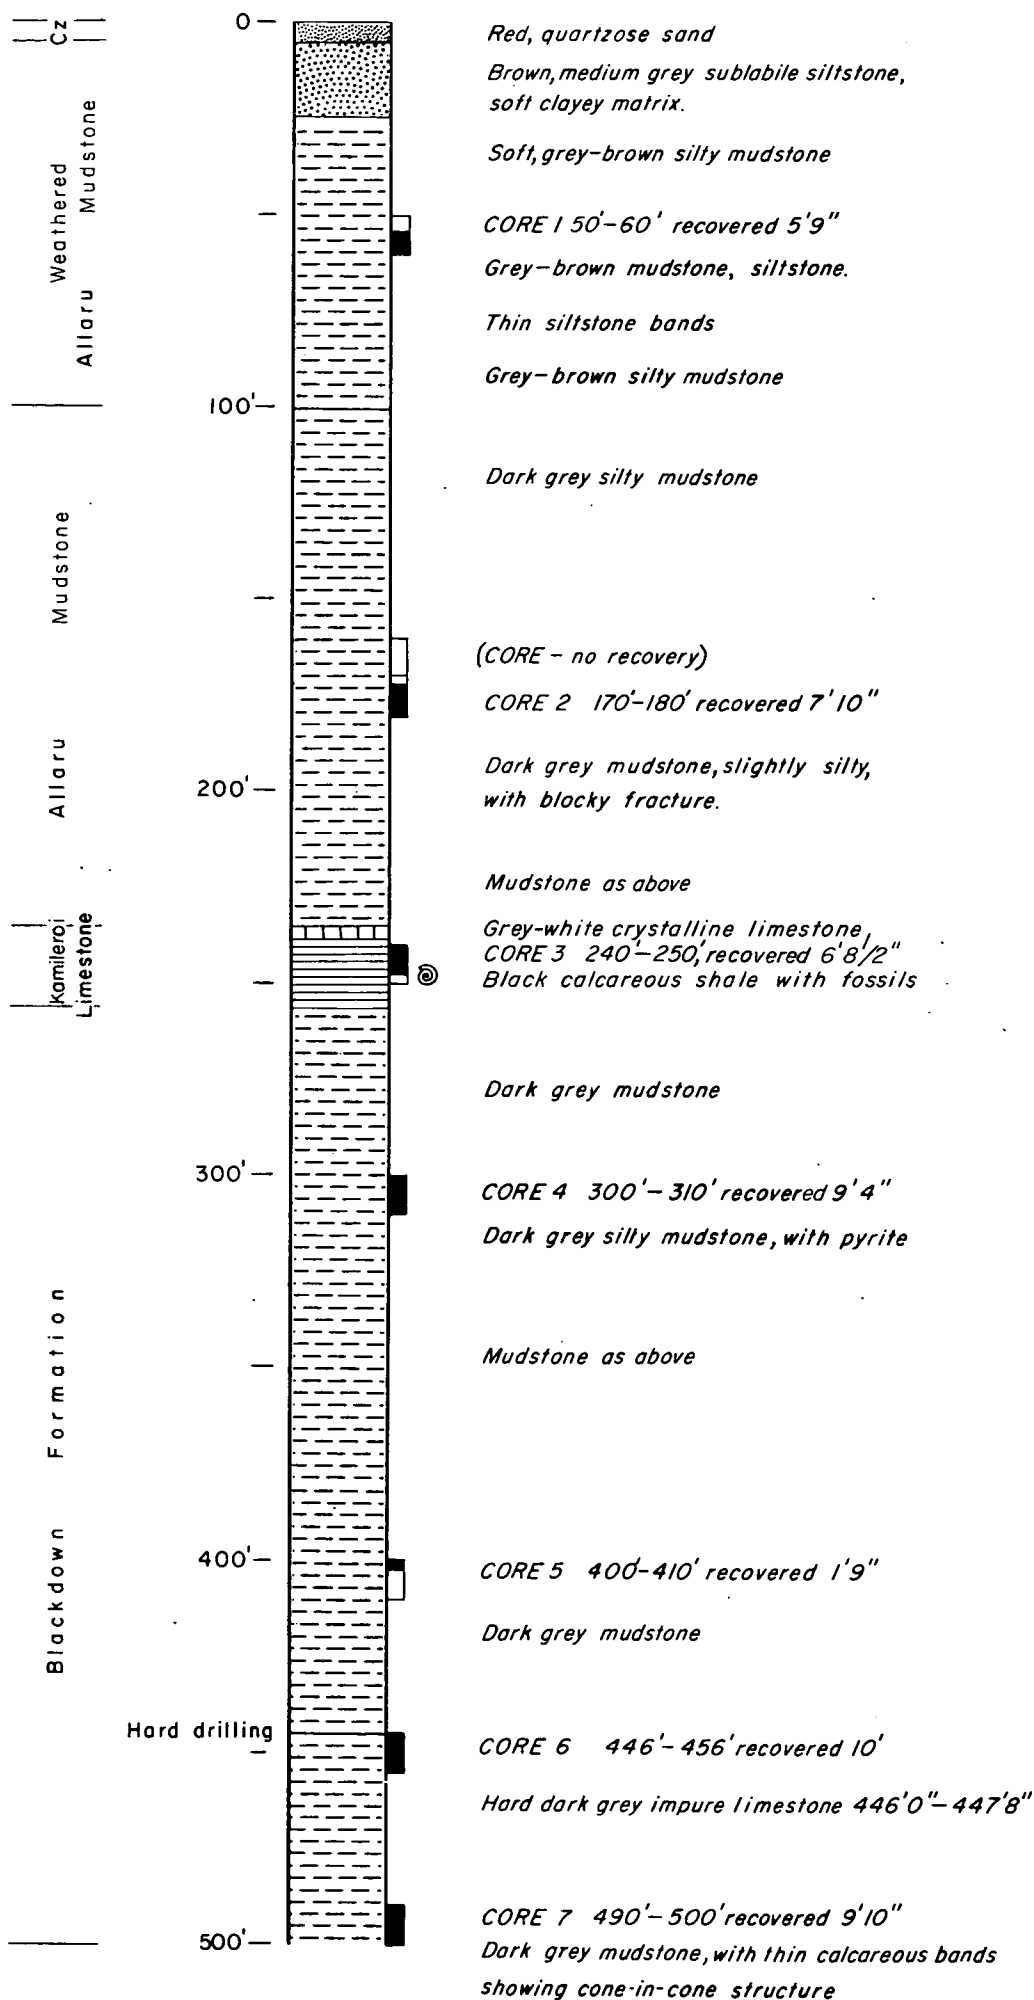 Cz
Weathered
Allaru Mudstone
Allaru Mudstone
Kamileroi
Limestone
Blackdown Formation
0
100'
200'
300'
400'
Hard drilling
500'
Red, quartzose sand
Brown, medium grey sublabile siltstone,
soft clayey matrix.
Soft, grey-brown silty mudstone
CORE 1 50'-60' recovered 5'9"
Grey-brown mudstone, siltstone.
Thin siltstone bands
Grey-brown silty mudstone
Dark grey silty mudstone
(CORE - no recovery)
CORE 2 170'-180' recovered 7'10"
Dark grey mudstone, slightly silty,
with blocky fracture.
Mudstone as above
Grey-white crystalline limestone,
CORE 3 240'-250', recovered 6'8 1/2"
Black calcareous shale with fossils
Dark grey mudstone
CORE 4 300'-310' recovered 9'4"
Dark grey silly mudstone, with pyrite
Mudstone as above
CORE 5 400'-410' recovered 1'9"
Dark grey mudstone
CORE 6 446'-456' recovered 10'
Hard dark grey impure limestone 446'0"-447'8"
CORE 7 490'-500' recovered 9'10"
Dark grey mudstone, with thin calcareous bands
showing cone-in-cone structure